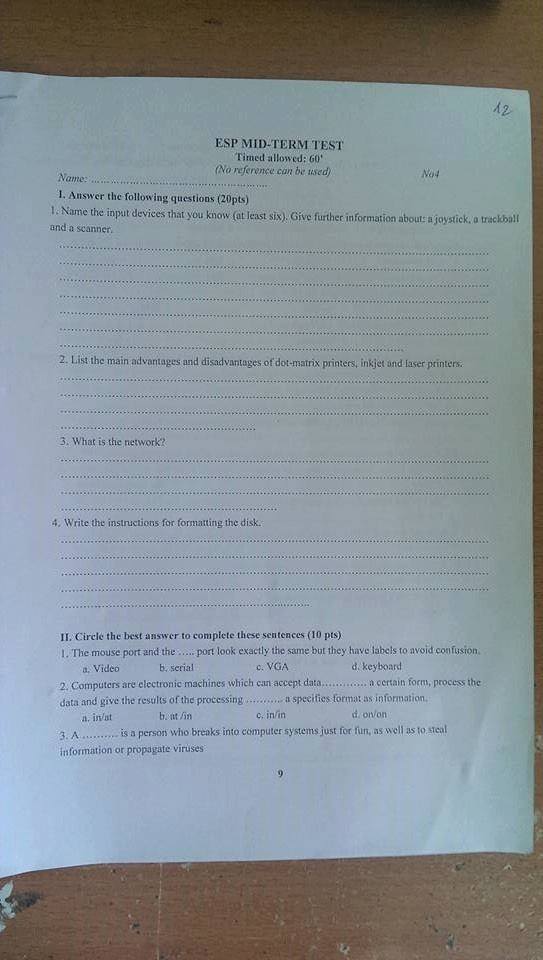 12
ESP MID-TERM TEST
Timed allowed: 60'
(No reference can be used)
Name: ........................................................ No4
I. Answer the following questions (20pts)
1. Name the input devices that you know (at least six). Give further information about: a joystick, a trackball
and a scanner.
2. List the main advantages and disadvantages of dot-matrix printers, inkjet and laser printers.
3. What is the network?
4. Write the instructions for formatting the disk.
II. Circle the best answer to complete these sentences (10 pts)
1. The mouse port and the ..... port look exactly the same but they have labels to avoid confusion.
a. Video b. serial c. VGA d. keyboard
2. Computers are electronic machines which can accept data............. a certain form, process the
data and give the results of the processing .......... a specifies format as information.
a. in/at b. at /in c. in/in d. on/on
3. A .......... is a person who breaks into computer systems just for fun, as well as to steal
information or propagate viruses
9